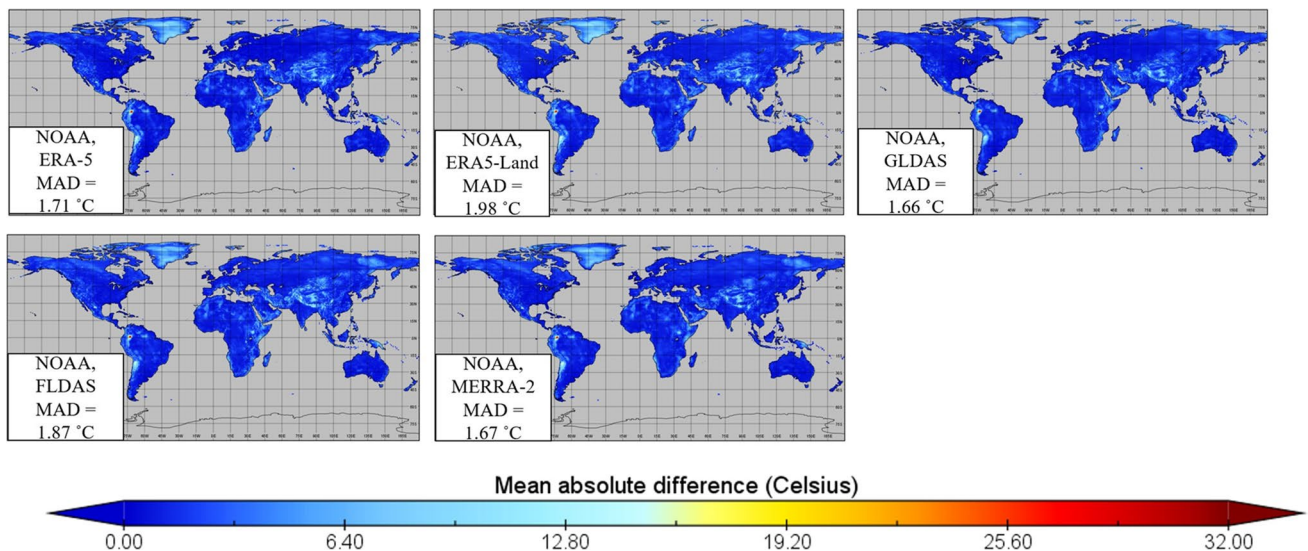 NOAA,
ERA-5
MAD =
1.71 ˚C
NOAA,
ERA5-Land
MAD =
1.98 ˚C
NOAA,
GLDAS
MAD =
1.66 ˚C
NOAA,
FLDAS
MAD =
1.87 ˚C
NOAA,
MERRA-2
MAD =
1.67 ˚C
Mean absolute difference (Celsius)
0.00 6.40 12.80 19.20 25.60 32.00